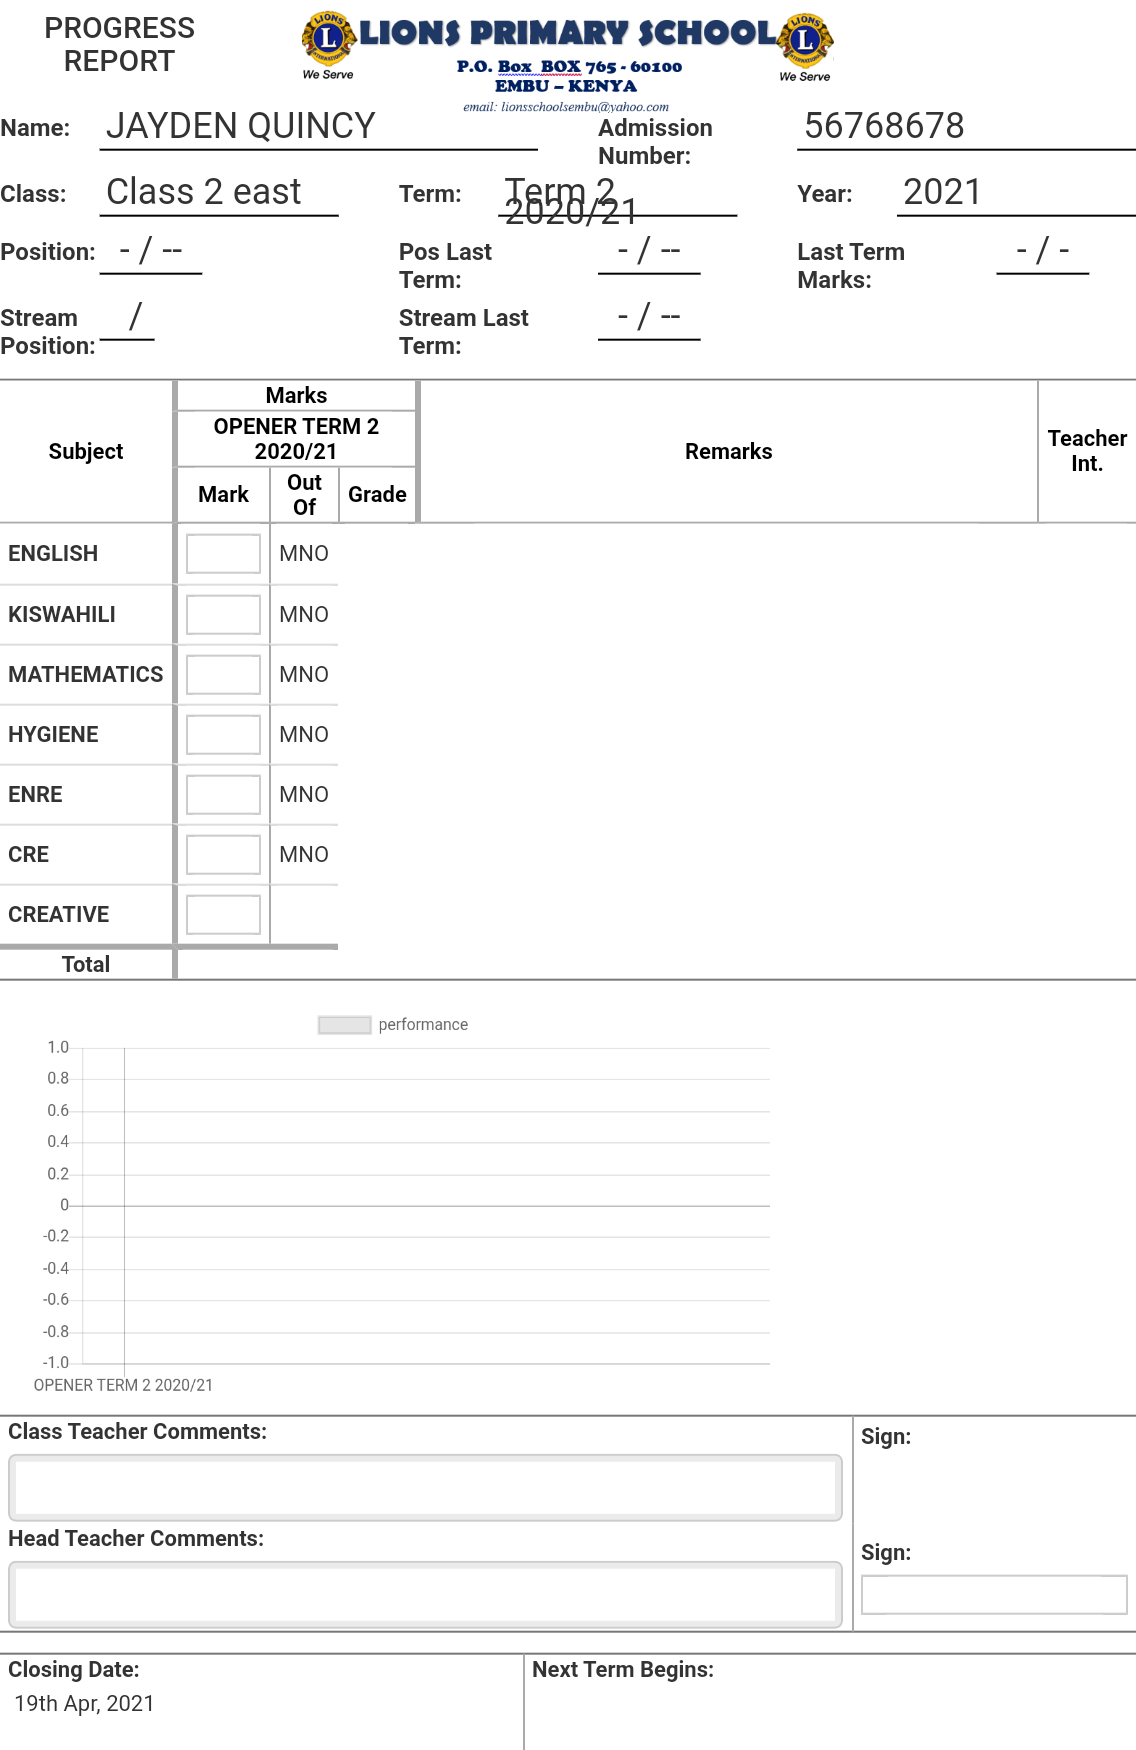 PROGRESS
REPORT
LIONS PRIMARY SCHOOL
P.O. Box BOX 765 - 60100
EMBU – KENYA
email: lionsschoolsembu@yahoo.com
LIONS
L
INTERNATIONAL
We Serve
LIONS
L
INTERNATIONAL
We Serve
Name: JAYDEN QUINCY Admission Number: 56768678
Class: Class 2 east Term: Term 2 2020/21 Year: 2021
Position: - / -- Pos Last Term: - / -- Last Term Marks: - / -
Stream Position: / Stream Last Term: - / --
Subject Marks Remarks Teacher Int.
OPENER TERM 2 2020/21
Mark Out Of Grade
ENGLISH MNO
KISWAHILI MNO
MATHEMATICS MNO
HYGIENE MNO
ENRE MNO
CRE MNO
CREATIVE
Total
performance
1.0
0.8
0.6
0.4
0.2
0
-0.2
-0.4
-0.6
-0.8
-1.0
OPENER TERM 2 2020/21
Class Teacher Comments: Sign:
Head Teacher Comments: Sign:
Closing Date: Next Term Begins:
19th Apr, 2021